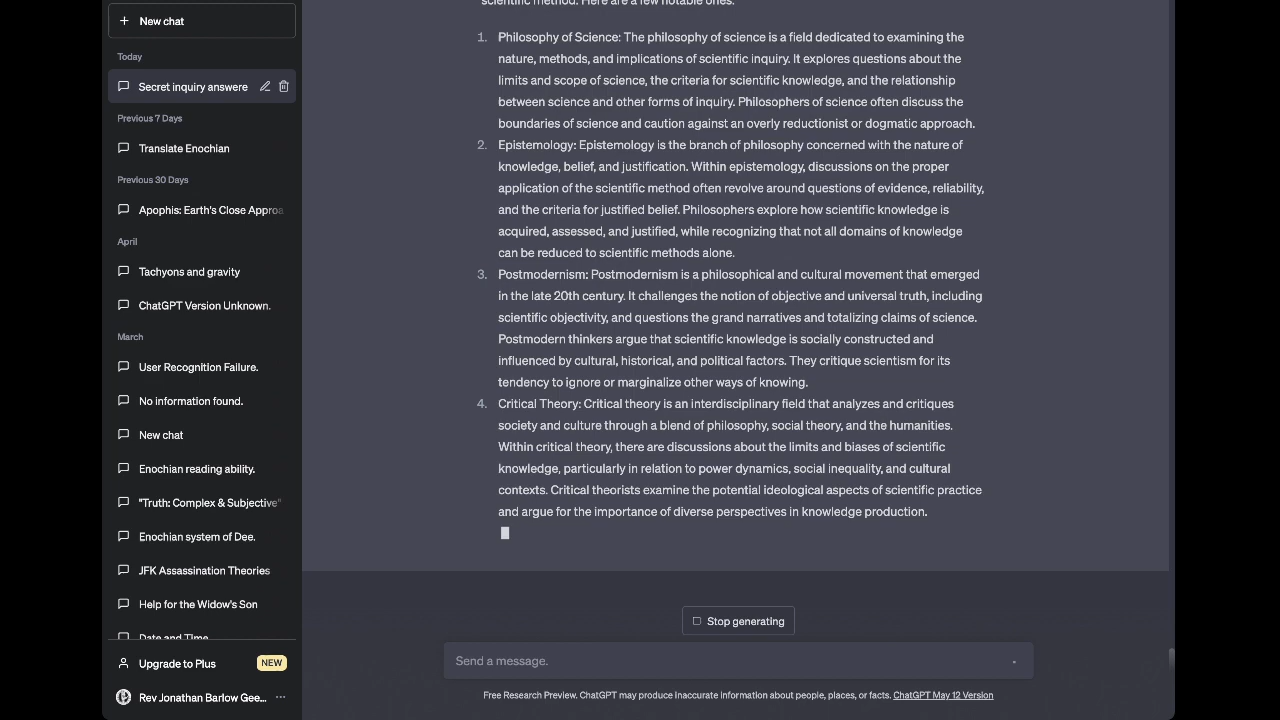 New chat
Today
Secret inquiry answere
Previous 7 Days
Translate Enochian
Previous 30 Days
Apophis: Earth's Close Approa
April
Tachyons and gravity
ChatGPT Version Unknown.
March
User Recognition Failure.
No information found.
New chat
Enochian reading ability.
"Truth: Complex & Subjective"
Enochian system of Dee.
JFK Assassination Theories
Help for the Widow's Son
Date and Time
Upgrade to Plus NEW
Rev Jonathan Barlow Gee...
scientific method. Here are a few notable ones:
1. Philosophy of Science: The philosophy of science is a field dedicated to examining the
nature, methods, and implications of scientific inquiry. It explores questions about the
limits and scope of science, the criteria for scientific knowledge, and the relationship
between science and other forms of inquiry. Philosophers of science often discuss the
boundaries of science and caution against an overly reductionist or dogmatic approach.
2. Epistemology: Epistemology is the branch of philosophy concerned with the nature of
knowledge, belief, and justification. Within epistemology, discussions on the proper
application of the scientific method often revolve around questions of evidence, reliability,
and the criteria for justified belief. Philosophers explore how scientific knowledge is
acquired, assessed, and justified, while recognizing that not all domains of knowledge
can be reduced to scientific methods alone.
3. Postmodernism: Postmodernism is a philosophical and cultural movement that emerged
in the late 20th century. It challenges the notion of objective and universal truth, including
scientific objectivity, and questions the grand narratives and totalizing claims of science.
Postmodern thinkers argue that scientific knowledge is socially constructed and
influenced by cultural, historical, and political factors. They critique scientism for its
tendency to ignore or marginalize other ways of knowing.
4. Critical Theory: Critical theory is an interdisciplinary field that analyzes and critiques
society and culture through a blend of philosophy, social theory, and the humanities.
Within critical theory, there are discussions about the limits and biases of scientific
knowledge, particularly in relation to power dynamics, social inequality, and cultural
contexts. Critical theorists examine the potential ideological aspects of scientific practice
and argue for the importance of diverse perspectives in knowledge production.
Stop generating
Send a message.
Free Research Preview. ChatGPT may produce inaccurate information about people, places, or facts. ChatGPT May 12 Version